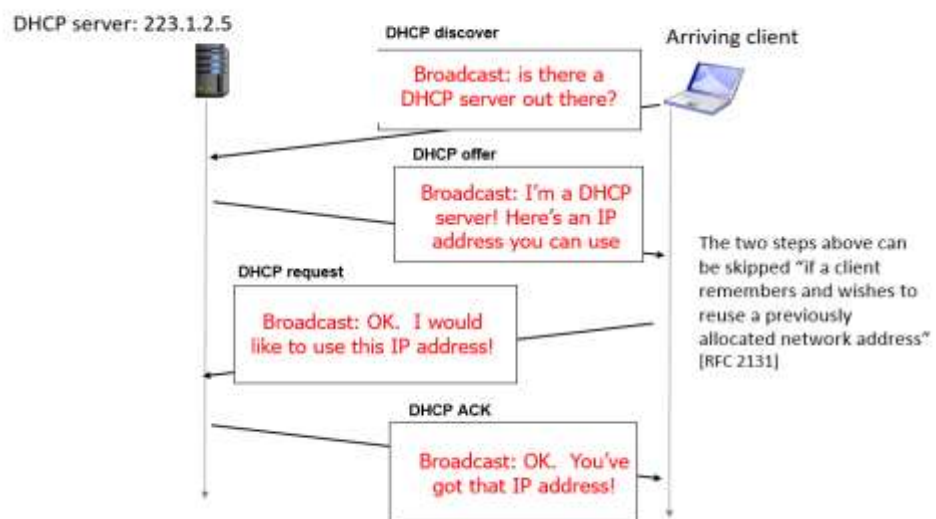 DHCP server: 223.1.2.5
DHCP discover
Arriving client
Broadcast: is there a
DHCP server out there?
DHCP offer
Broadcast: I'm a DHCP
server! Here's an IP
address you can use
The two steps above can
be skipped “if a client
remembers and wishes to
reuse a previously
allocated network address”
[RFC 2131]
DHCP request
Broadcast: OK. I would
like to use this IP address!
DHCP ACK
Broadcast: OK. You've
got that IP address!